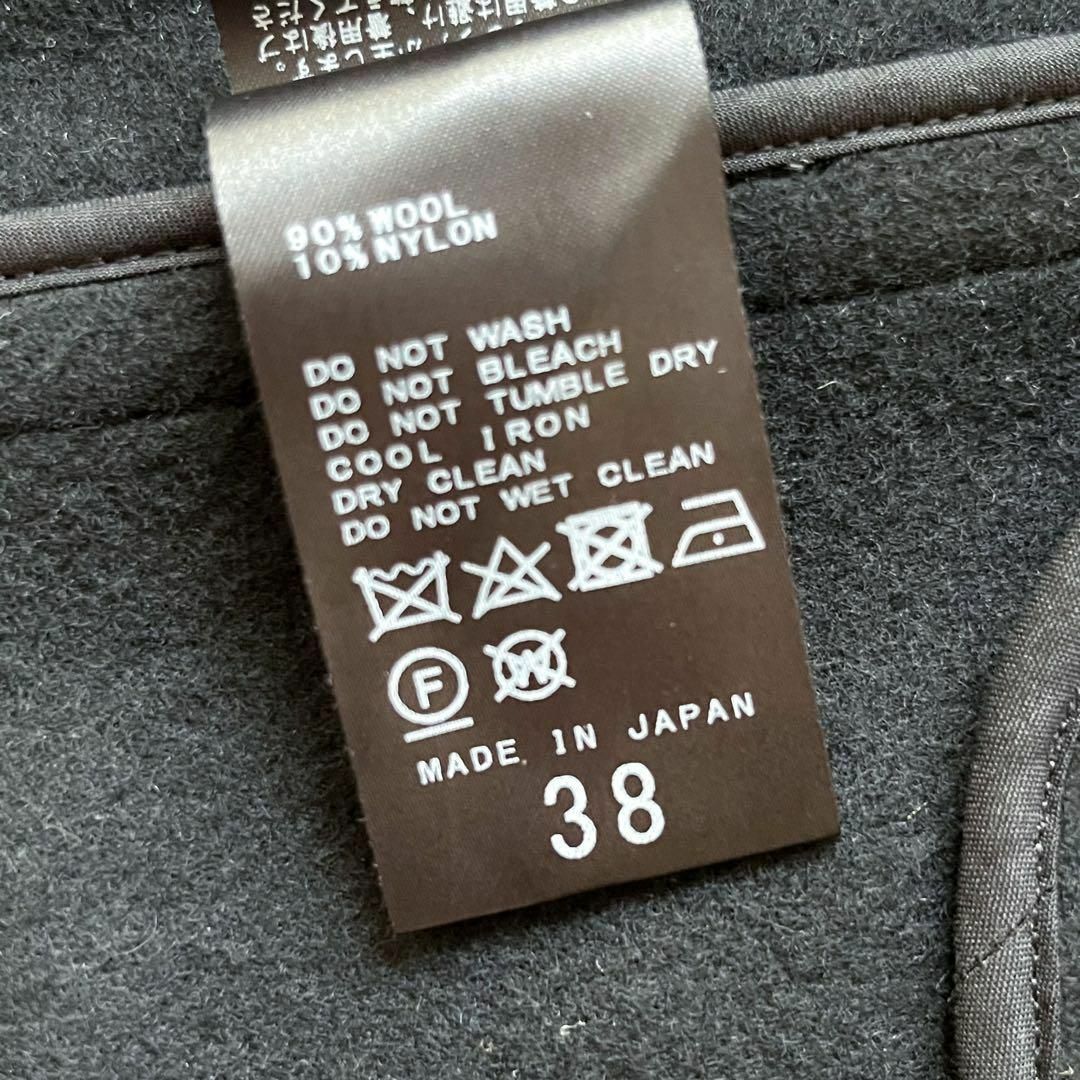 90% WOOL
10% NYLON
DO NOT WASH
DO NOT BLEACH
DO NOT TUMBLE DRY
COOL IRON
DRY CLEAN
DO NOT WET CLEAN
F
W
MADE IN JAPAN
38